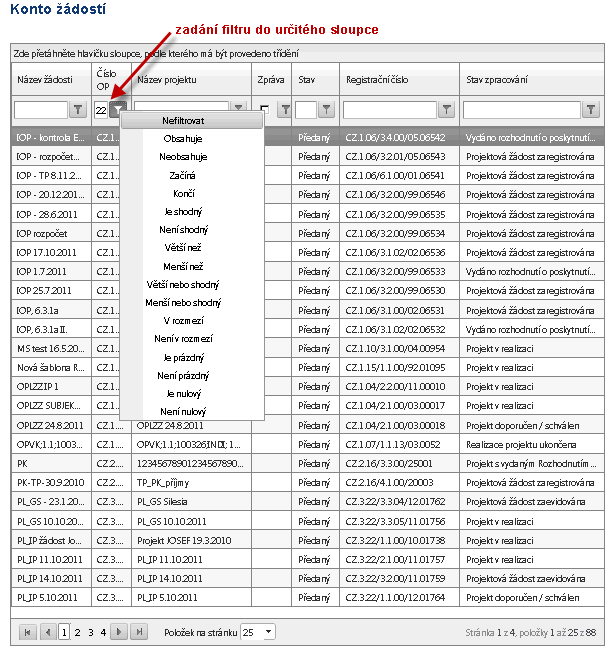 Konto žádostí
zadání filtru do určitého sloupce
Zde přetáhněte hlavičku sloupce, podle kterého má být provedeno třídění
Název žádosti Číslo OP Název projektu Zpráva Stav Registrační číslo Stav zpracování
22
Nefiltrovat
Obsahuje
Neobsahuje
Začíná
Končí
Je shodný
Není shodný
Větší než
Menší než
Větší nebo shodný
Menší nebo shodný
V rozmezí
Není v rozmezí
Je prázdný
Není prázdný
Je nulový
Není nulový
IOP - kontrola E... CZ.1... Předaný CZ.1.06/3.4.00/05.06542 Vydáno rozhodnutí o poskytnutí...
IOP - rozpočet... CZ.1... Předaný CZ.1.06/3.2.01/05.06543 Projektová žádost zaregistrována
IOP - TP 8.11.2... CZ.1... Předaný CZ.1.06/6.1.00/01.06541 Projektová žádost zaregistrována
IOP - 20.12.201... CZ.1... Předaný CZ.1.06/3.2.00/99.06546 Projektová žádost zaregistrována
IOP - 28.6.2011 CZ.1... Předaný CZ.1.06/3.2.00/99.06535 Projektová žádost zaregistrována
IOP rozpočet CZ.1... Předaný CZ.1.06/3.2.00/99.06534 Projektová žádost zaregistrována
IOP 17.10.2011 CZ.1... Předaný CZ.1.06/3.1.02/02.06536 Projektová žádost zaregistrována
IOP 1.7.2011 CZ.1... Předaný CZ.1.06/3.2.00/99.06533 Vydáno rozhodnutí o poskytnutí...
IOP 25.7.2011 CZ.1... Předaný CZ.1.06/3.2.00/99.06530 Projektová žádost zaregistrována
IOP, 6.3.1a CZ.1... Předaný CZ.1.06/3.1.00/02.06531 Projektová žádost zaregistrována
IOP, 6.3.1a II. CZ.1... Předaný CZ.1.06/3.1.02/02.06532 Vydáno rozhodnutí o poskytnutí...
MS test 16.5.20... CZ.1... Předaný CZ.1.10/3.1.00/04.00954 Projekt v realizaci
Nová šablona R... CZ.1... Předaný CZ.1.15/1.1.00/92.01095 Projekt v realizaci
OPLZZIP 1 CZ.1... Předaný CZ.1.04/2.2.00/11.00010 Projekt v realizaci
OPLZZ SUBJEK... CZ.1... Předaný CZ.1.04/2.1.00/03.00017 Projekt v realizaci
OPLZZ 24.8.2011 CZ.1... OPLZZ 24.8.2011 Předaný CZ.1.04/2.1.00/03.00018 Projekt doporučen / schválen
OPVK;1.1;1003... CZ.1... OPVK;1.1;100326;INDI; 1... Předaný CZ.1.07/1.1.13/03.0052 Realizace projektu ukončena
PK CZ.2... 12345678901234567890... Předaný CZ.2.16/3.3.00/25001 Projekt s vydaným Rozhodnutím ...
PK-TP-30.9.2010 CZ.2... TP_PK_příjmy Předaný CZ.2.16/4.1.00/20003 Projektová žádost zaregistrována
PL_GS - 23.1.20... CZ.3.... PL_GS Silesia Předaný CZ.3.22/3.3.04/12.01762 Projektová žádost zaevidována
PL_GS 10.10.20... CZ.3.... PL_GS 10.10.2011 Předaný CZ.3.22/3.3.05/11.01756 Projekt v realizaci
PL_IP žádost Jo... CZ.3.... Projekt JOSEF 19.3.2010 Předaný CZ.3.22/1.1.00/10.01738 Projekt v realizaci
PL_IP 11.10.2011 CZ.3.... PL_IP 11.10.2011 Předaný CZ.3.22/2.1.00/11.01757 Projekt v realizaci
PL_IP 14.10.2011 CZ.3.... PL_IP 14.10.2011 Předaný CZ.3.22/3.2.00/11.01759 Projektová žádost zaevidována
PL_IP 5.10.2011 CZ.3.... PL_IP 5.10.2011 Předaný CZ.3.22/1.1.00/12.01764 Projekt doporučen / schválen
1 2 3 4 Položek na stránku 25 Stránka 1 z 4, položky 1 až 25 z 88